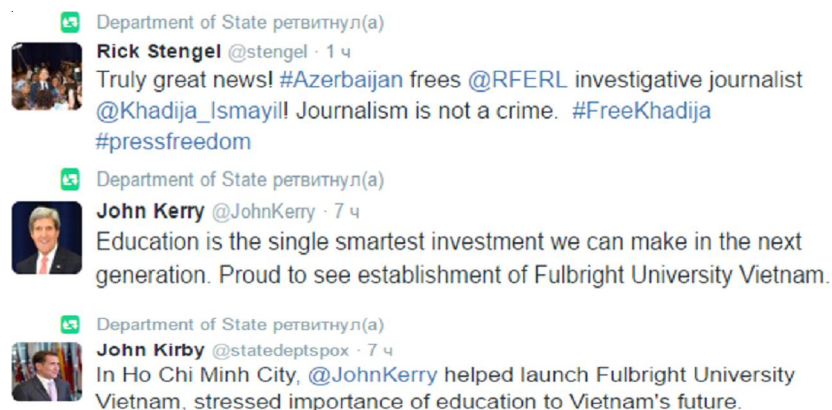 Department of State ретвитнул(а)
Rick Stengel @stengel · 1 ч
Truly great news! #Azerbaijan frees @RFERL investigative journalist
@Khadija_Ismayil! Journalism is not a crime. #FreeKhadija
#pressfreedom
Department of State ретвитнул(а)
John Kerry @JohnKerry · 7 ч
Education is the single smartest investment we can make in the next
generation. Proud to see establishment of Fulbright University Vietnam.
Department of State ретвитнул(а)
John Kirby @statedeptspox · 7 ч
In Ho Chi Minh City, @JohnKerry helped launch Fulbright University
Vietnam, stressed importance of education to Vietnam's future.